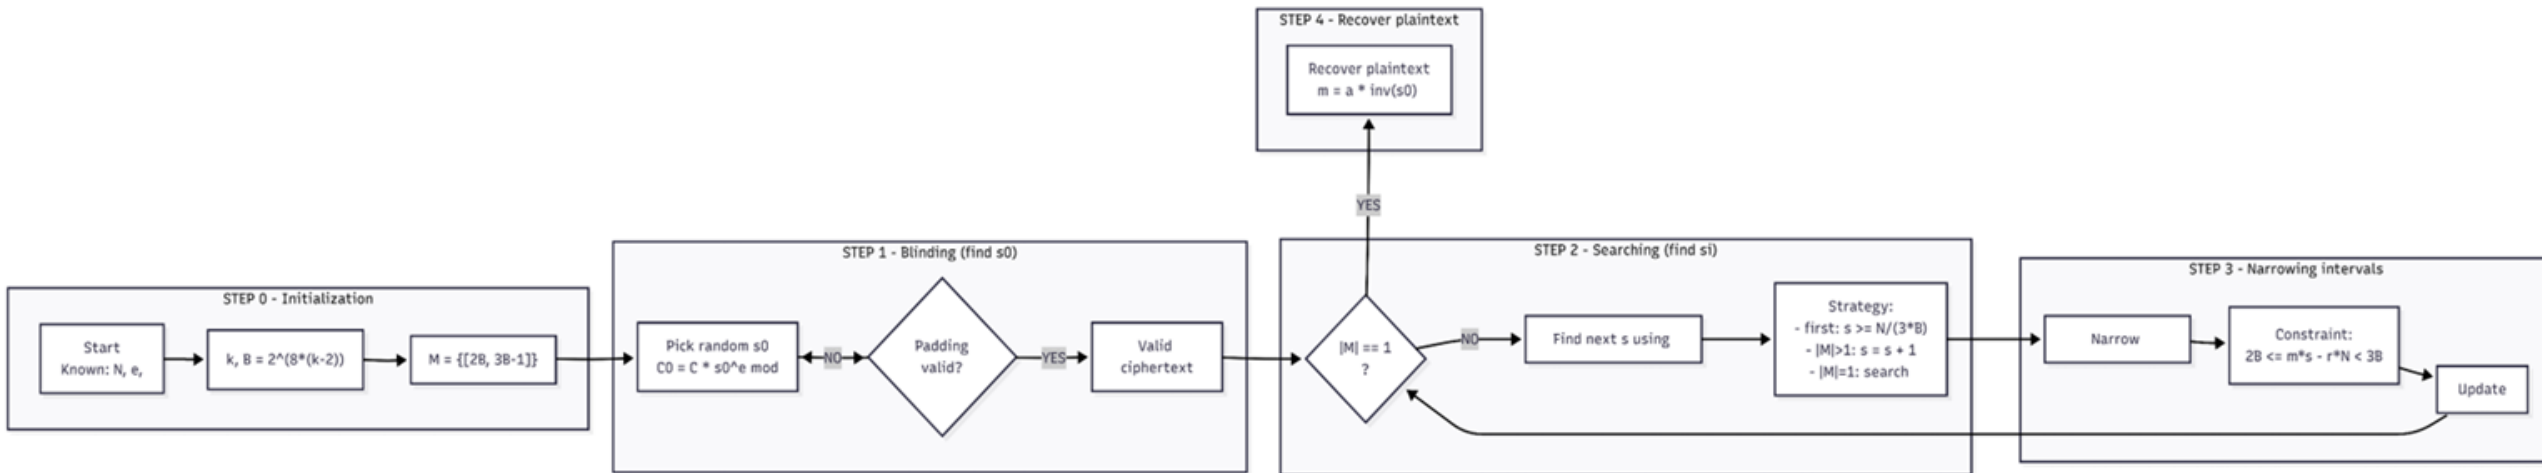 STEP 4 - Recover plaintext
Recover plaintext
m = a * inv(s0)
YES
STEP 0 - Initialization
Start
Known: N, e,
k, B = 2^(8*(k-2))
M = {[2B, 3B-1]}
STEP 1 - Blinding (find s0)
Pick random s0
C0 = C * s0^e mod
NO
Padding
valid?
YES
Valid
ciphertext
STEP 2 - Searching (find si)
|M| == 1
?
NO
Find next s using
Strategy:
- first: s >= N/(3*B)
- |M|>1: s = s + 1
- |M|=1: search
STEP 3 - Narrowing intervals
Narrow
Constraint:
2B <= m*s - r*N < 3B
Update